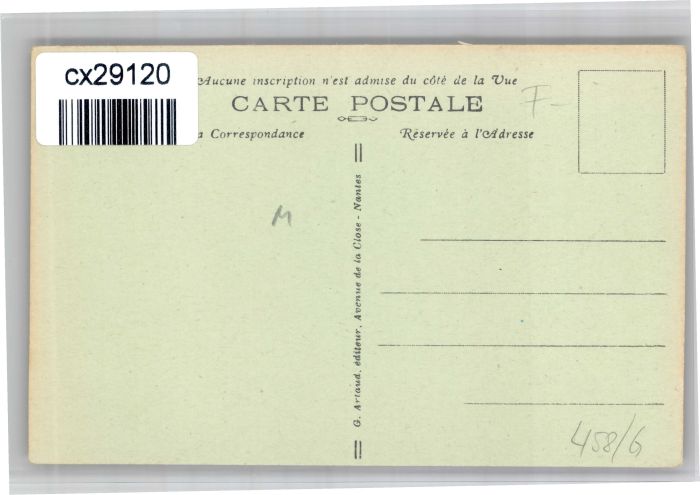 cx29120
Aucune inscription n'est admise du côté de la Vue
CARTE POSTALE
a Correspondance
Réservée à l'Adresse
F-
M
G. Artaud, éditeur, Avenue de la Close - Nantes
458/G